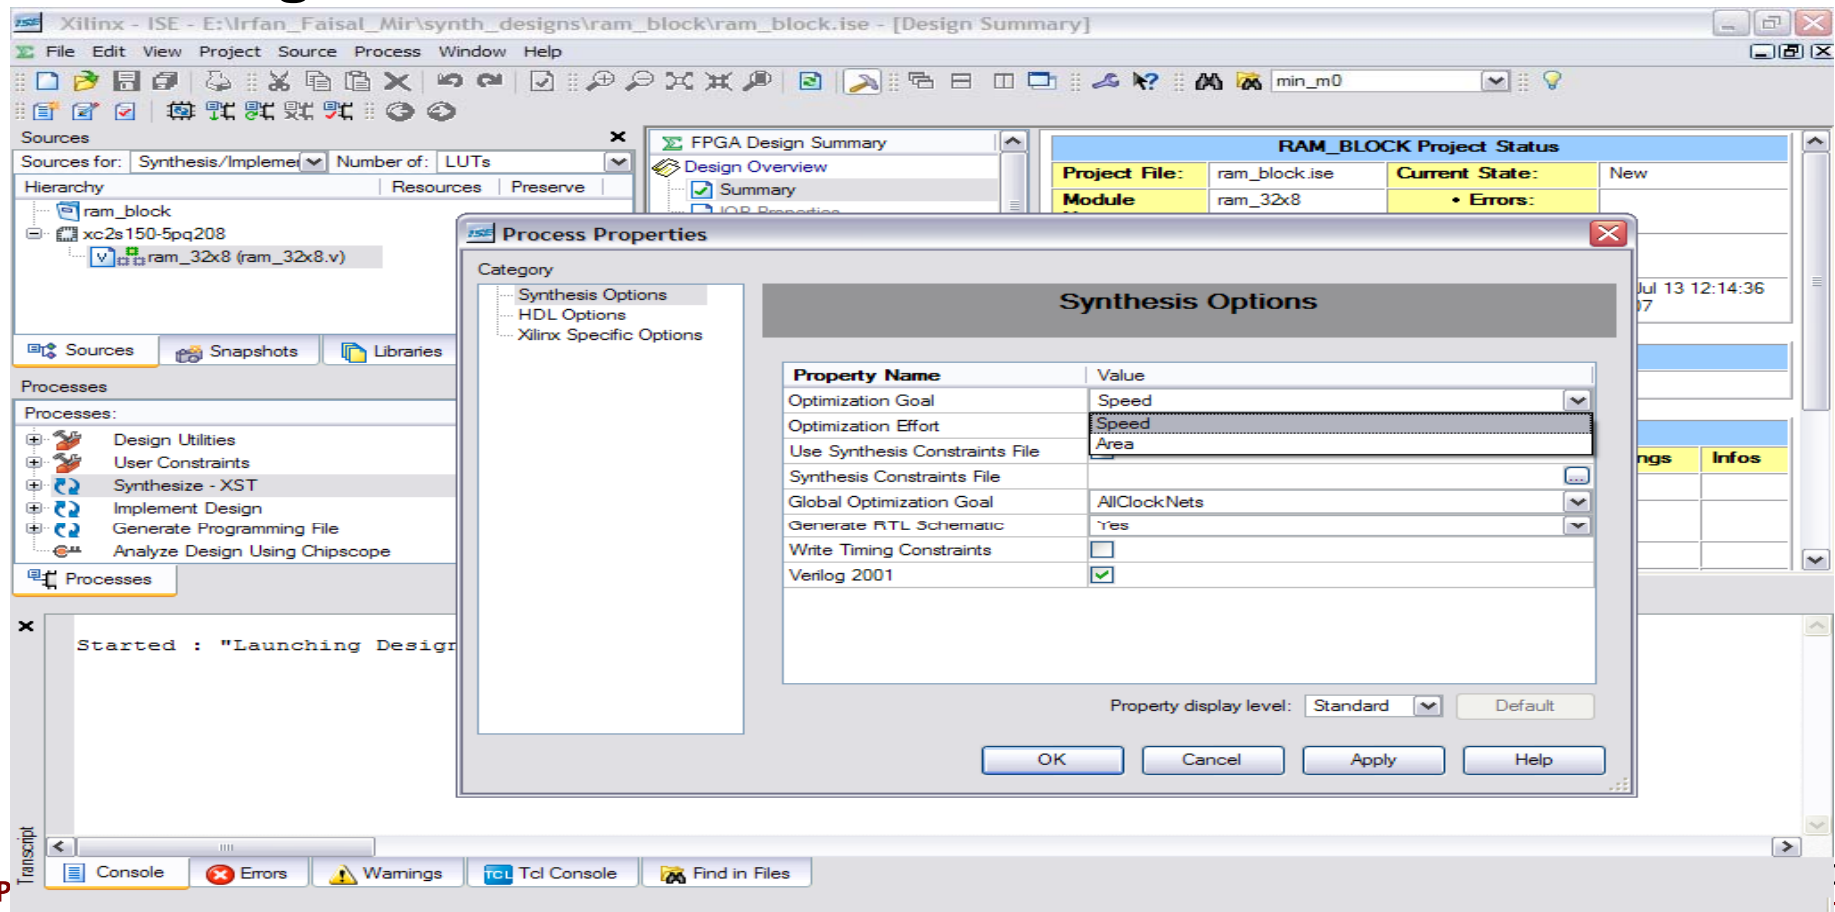 Xilinx - ISE - E:\Irfan_Faisal_Mir\synth_designs\ram_block\ram_block.ise - [Design Summary]
File Edit View Project Source Process Window Help
min_m0
Sources
Sources for: Synthesis/Implemen Number of: LUTs
Hierarchy Resources Preserve
ram_block
xc2s150-5pq208
ram_32x8 (ram_32x8.v)
Sources Snapshots Libraries
FPGA Design Summary
Design Overview
Summary
IOB Properties
RAM_BLOCK Project Status
Project File: ram_block.ise Current State: New
Module ram_32x8 • Errors:
Jul 13 12:14:36
07
ngs Infos
Processes
Processes:
Design Utilities
User Constraints
Synthesize - XST
Implement Design
Generate Programming File
Analyze Design Using Chipscope
Processes
Process Properties
Category
Synthesis Options
HDL Options
Xilinx Specific Options
Synthesis Options
Property Name Value
Optimization Goal Speed
Optimization Effort Speed
Area
Use Synthesis Constraints File
Synthesis Constraints File ...
Global Optimization Goal AllClockNets
Generate RTL Schematic Yes
Write Timing Constraints
Verilog 2001
Property display level: Standard Default
OK Cancel Apply Help
Started : "Launching Design
Transcript
Console Errors Warnings TCL Tcl Console Find in Files
P